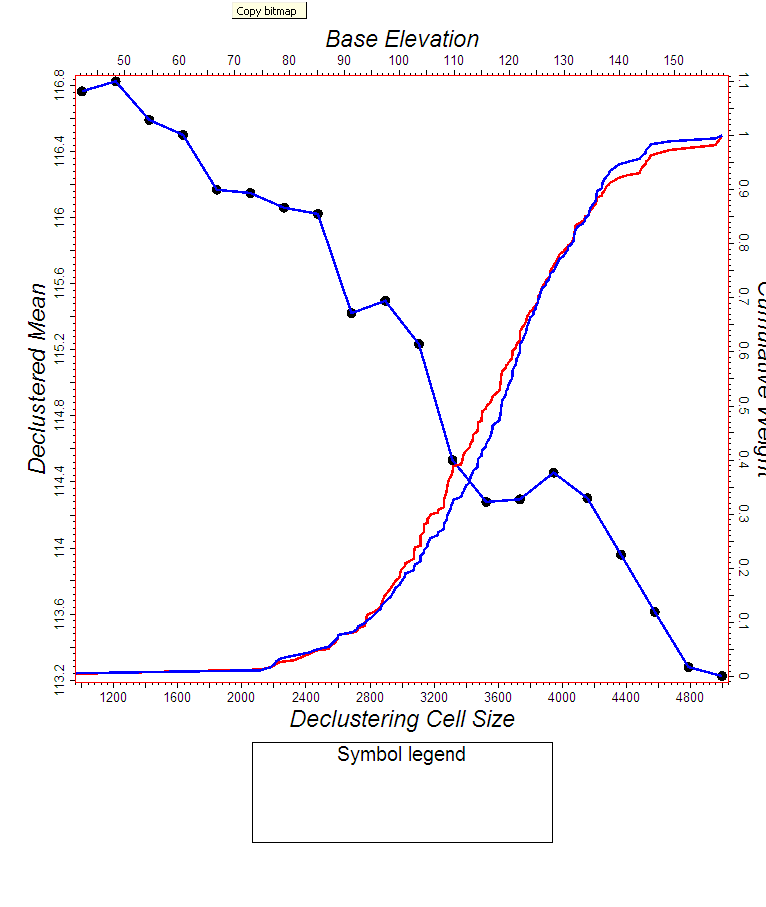 Copy bitmap
Base Elevation
50 60 70 80 90 100 110 120 130 140 150
Declustered Mean
116.8
116.4
116
115.6
115.2
114.8
114.4
114
113.6
113.2
1.1
1
0.9
0.8
0.7
0.6
0.5
0.4
0.3
0.2
0.1
0
Cumulative Weight
1200 1600 2000 2400 2800 3200 3600 4000 4400 4800
Declustering Cell Size
Symbol legend